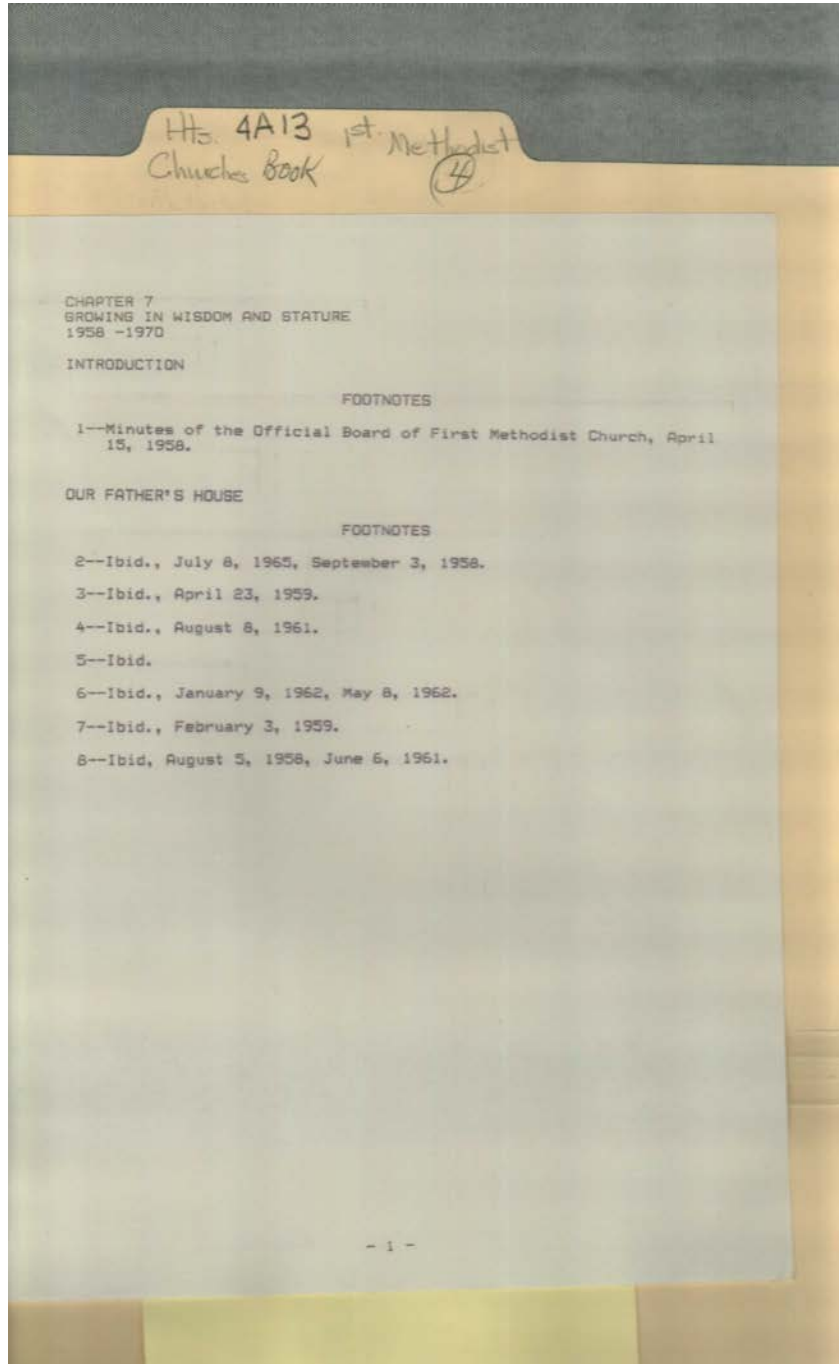 Hts. 4A13 1st. Methodist
Churches Book
4
CHAPTER 7
GROWING IN WISDOM AND STATURE
1958 -1970
INTRODUCTION
FOOTNOTES
1--Minutes of the Official Board of First Methodist Church, April
15, 1958.
OUR FATHER'S HOUSE
FOOTNOTES
2--Ibid., July 8, 1965, September 3, 1958.
3--Ibid., April 23, 1959.
4--Ibid., August 8, 1961.
5--Ibid.
6--Ibid., January 9, 1962, May 8, 1962.
7--Ibid., February 3, 1959.
8--Ibid, August 5, 1958, June 6, 1961.
- 1 -